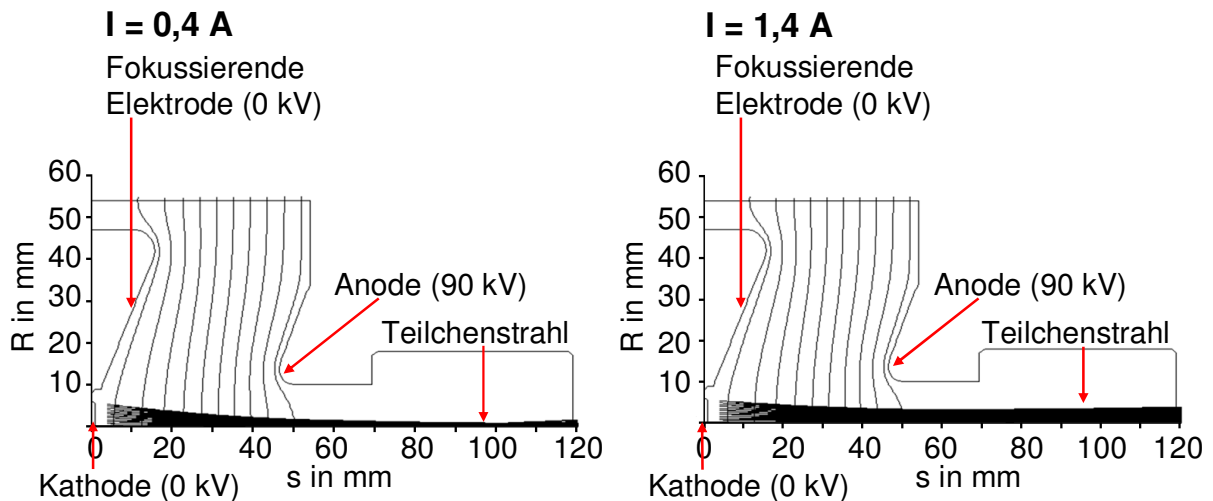 I = 0,4 A
Fokussierende
Elektrode (0 kV)
60
50
40
30
20
10
R in mm
Anode (90 kV)
Teilchenstrahl
0 20 40 60 80 100 120
s in mm
Kathode (0 kV)
I = 1,4 A
Fokussierende
Elektrode (0 kV)
60
50
40
30
20
10
R in mm
Anode (90 kV)
Teilchenstrahl
0 20 40 60 80 100 120
s in mm
Kathode (0 kV)